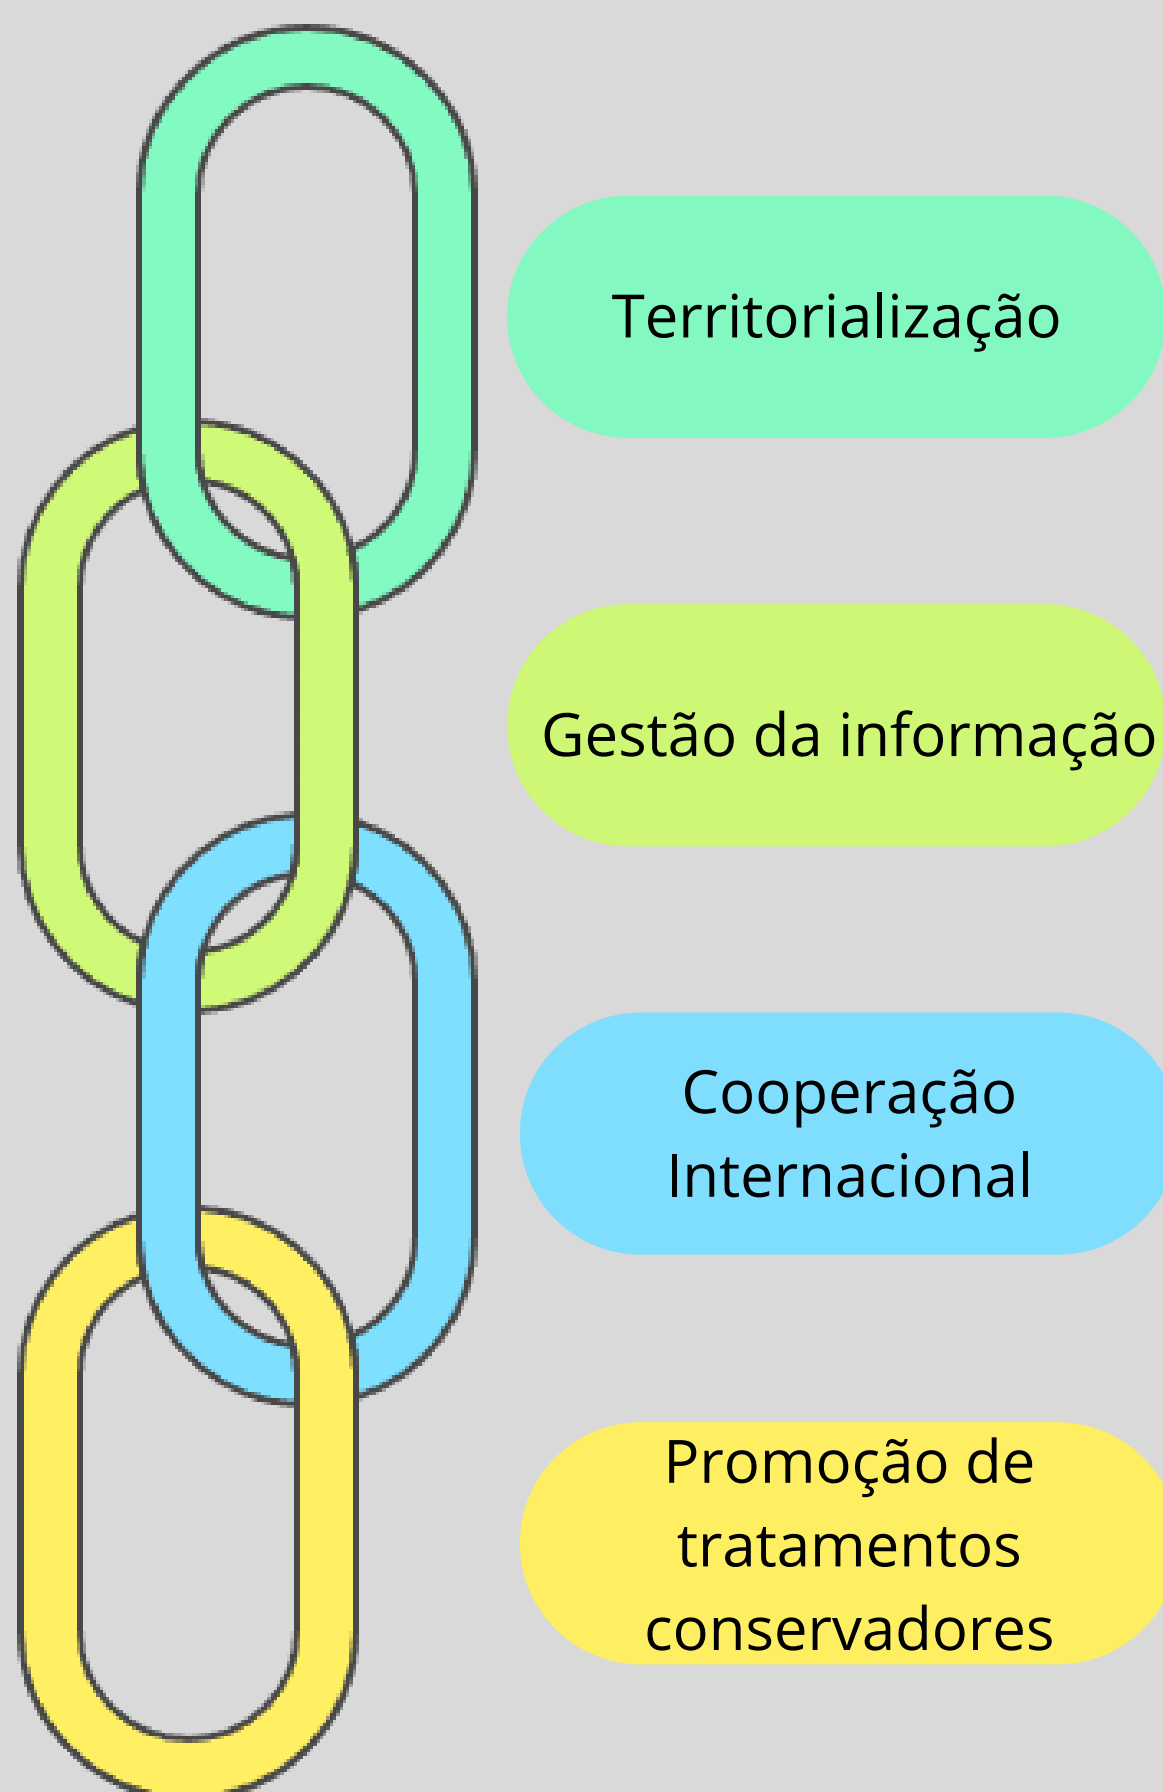 Territorialização
Gestão da informação
Cooperação
Internacional
Promoção de
tratamentos
conservadores